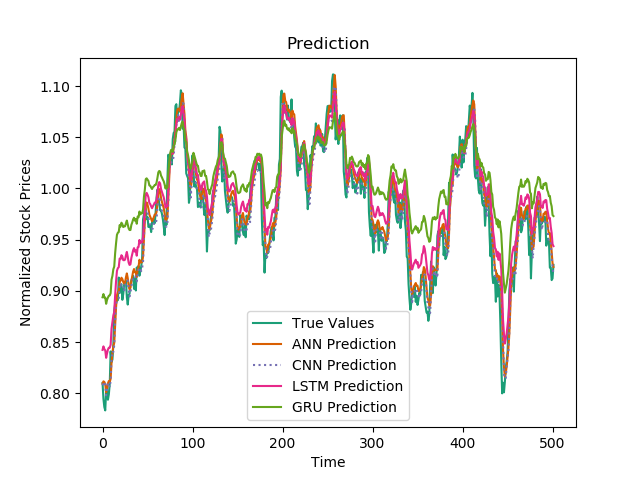 Prediction
Normalized Stock Prices
1.10
1.05
1.00
0.95
0.90
0.85
0.80
True Values
ANN Prediction
CNN Prediction
LSTM Prediction
GRU Prediction
0 100 200 300 400 500
Time